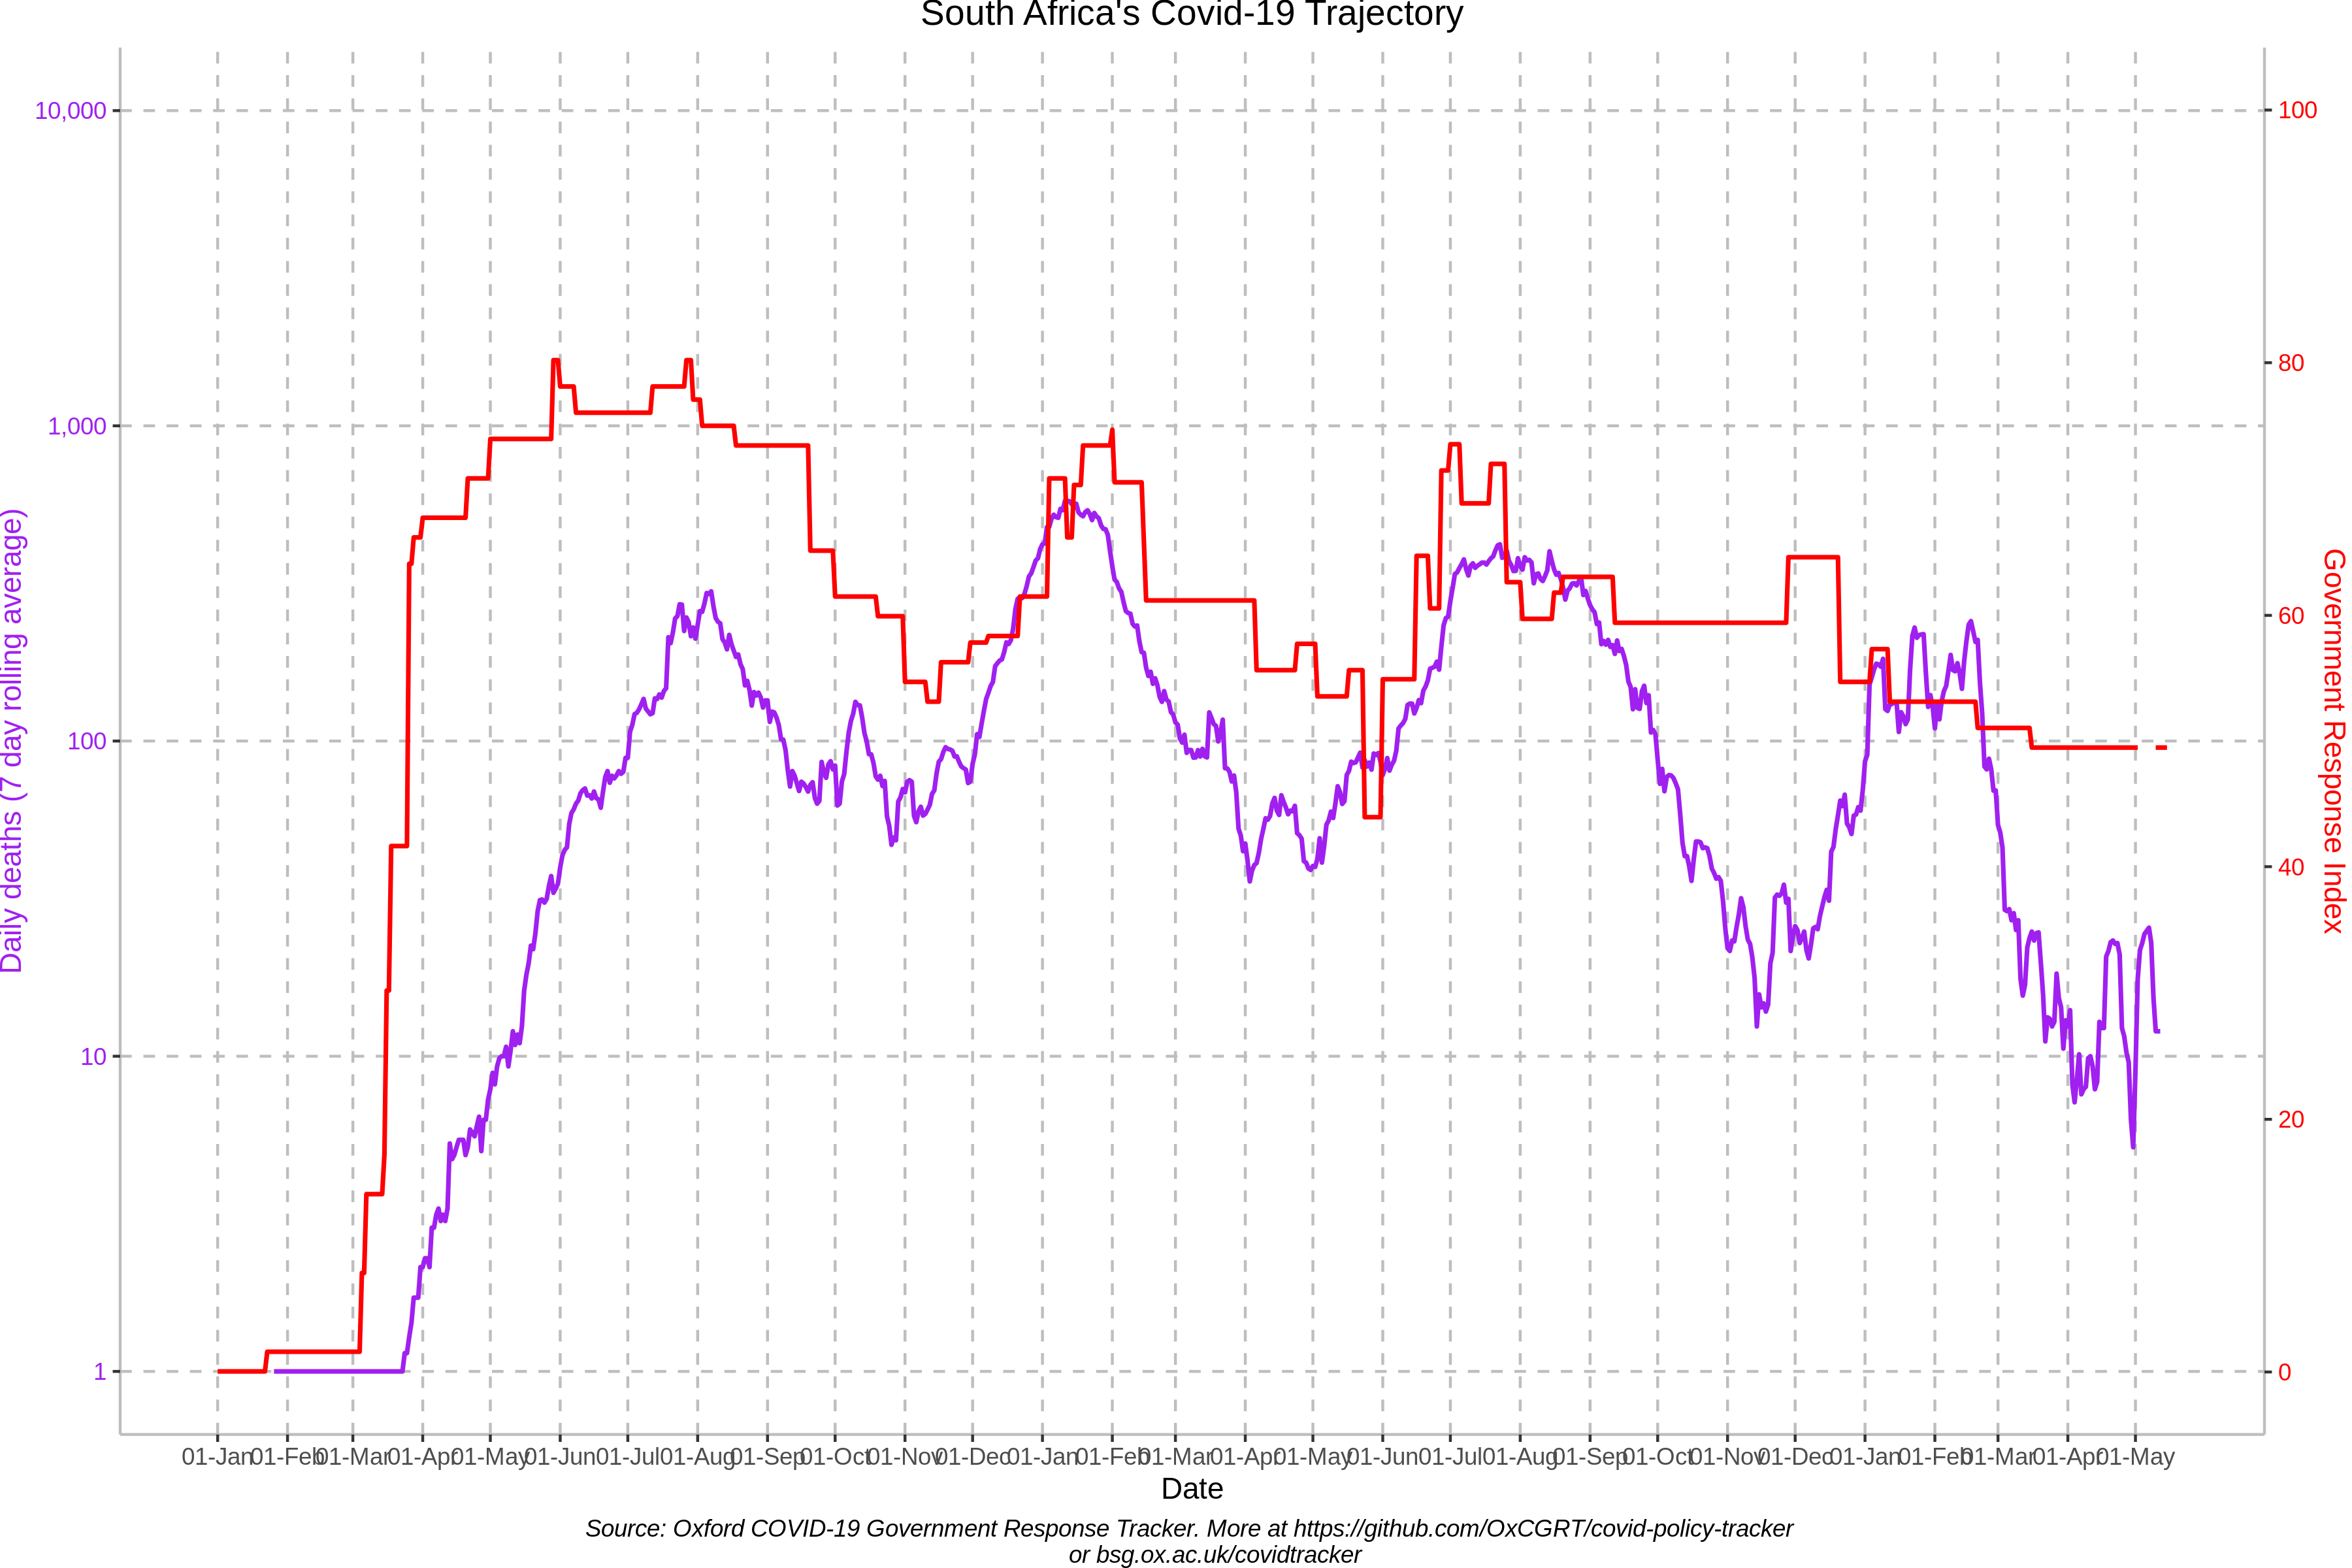 South Africa's Covid-19 Trajectory
10,000
1,000
100
10
1
Daily deaths (7 day rolling average)
100
80
60
40
20
0
Government Response Index
01-Jan 01-Feb 01-Mar 01-Apr 01-May 01-Jun 01-Jul 01-Aug 01-Sep 01-Oct 01-Nov 01-Dec 01-Jan 01-Feb 01-Mar 01-Apr 01-May 01-Jun 01-Jul 01-Aug 01-Sep 01-Oct 01-Nov 01-Dec 01-Jan 01-Feb 01-Mar 01-Apr 01-May
Date
Source: Oxford COVID-19 Government Response Tracker. More at https://github.com/OxCGRT/covid-policy-tracker
or bsg.ox.ac.uk/covidtracker